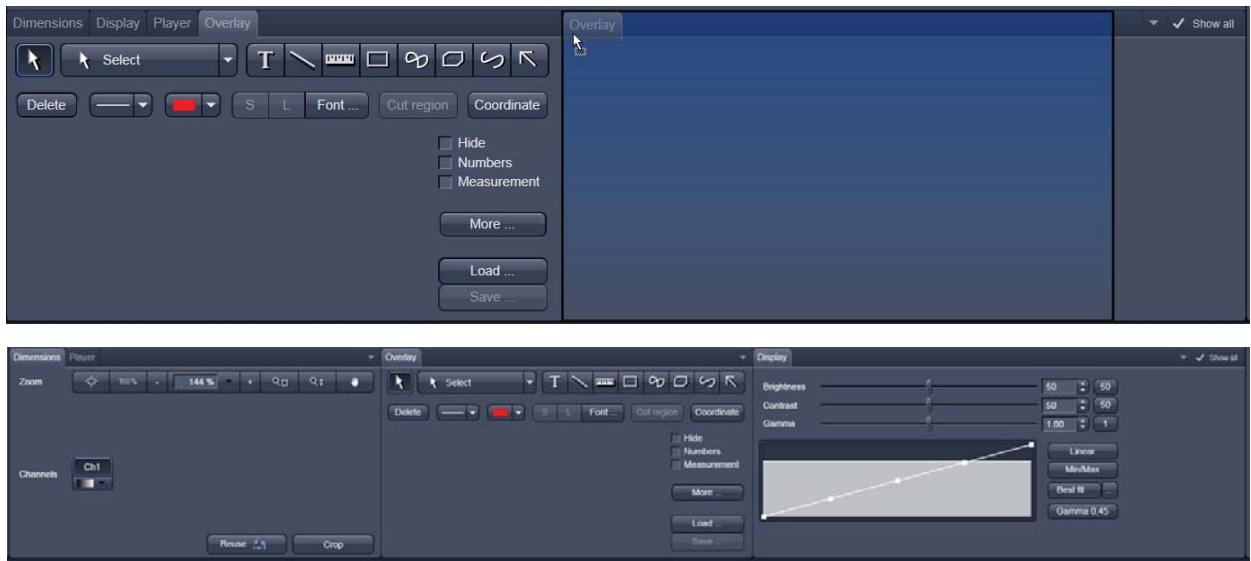 Dimensions Display Player Overlay Overlay Show all
Select T
Delete S L Font ... Cut region Coordinate
Hide
Numbers
Measurement
More ...
Load ...
Save ...
Dimensions Player Overlay Display Show all
Zoom 100% - 144 % + Select T
Brightness 50 50
Delete S L Font ... Cut region Coordinate
Contrast 50 50
Gamma 1.00 1
Hide
Numbers
Measurement
Linear
Channels Ch1
Min/Max
More ...
Best fit ...
Gamma 0.45
Load ...
Save ...
Reuse Crop